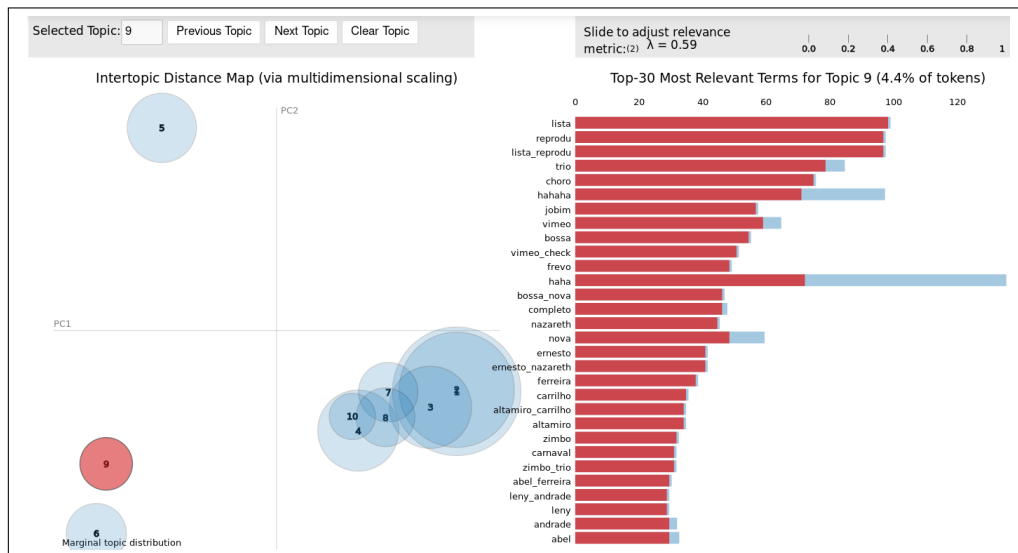 Selected Topic: 9 Previous Topic Next Topic Clear Topic
Slide to adjust relevance
metric:(2) λ = 0.59
0.0 0.2 0.4 0.6 0.8 1
Intertopic Distance Map (via multidimensional scaling)
PC2
PC1
5
7
2
1
3
10
8
4
9
6
Marginal topic distribution
Top-30 Most Relevant Terms for Topic 9 (4.4% of tokens)
0 20 40 60 80 100 120
lista
reprodu
lista_reprodu
trio
choro
hahaha
jobim
vimeo
bossa
vimeo_check
frevo
haha
bossa_nova
completo
nazareth
nova
ernesto
ernesto_nazareth
ferreira
carrilho
altamiro_carrilho
altamiro
zimbo
carnaval
zimbo_trio
abel_ferreira
leny_andrade
leny
andrade
abel